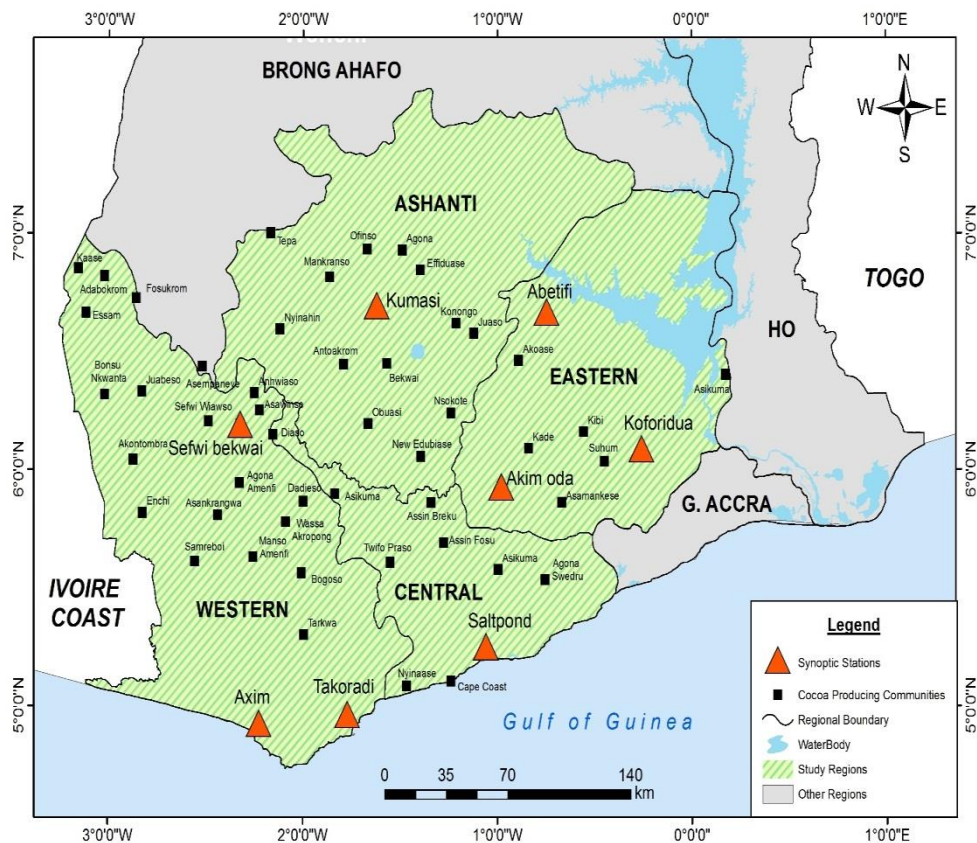 3°0'0"W 2°0'0"W 1°0'0"W 0°0'0" 1°0'0"E
BRONG AHAFO
N
W E
S
ASHANTI
7°0'0"N
7°0'0"N
Tepa
Ofinso
Agona
Mankranso
Effiduase
Kaase
Adabokrom
Fosukrom
Essam
Kumasi
Abetifi
TOGO
HO
Nyinahin
Konongo
Juaso
Antoakrom
Bekwai
Akoase
EASTERN
Asikuma
Bonsu
Nkwanta
Juabeso
Asempaneye
Anhwiaso
Asawinso
Sefwi Wiawso
Sefwi bekwai
Diaso
Obuasi
Nsokote
New Edubiase
Kibi
Kade
Suhum
Koforidua
Akontombra
6°0'0"N
6°0'0"N
Akim oda
Asamankese
G. ACCRA
Enchi
Agona
Amenfi
Asankrangwa
Dadieso
Asikuma
Wassa
Akropong
Assin Breku
Assin Fosu
Samreboi
Manso
Amenfi
Bogoso
Twifo Praso
Asikuma
Agona
Swedru
CENTRAL
IVOIRE
COAST
WESTERN
Tarkwa
Saltpond
Nyinaase
Cape Coast
Axim
Takoradi
5°0'0"N
5°0'0"N
Gulf of Guinea
0 35 70 140
km
Legend
Synoptic Stations
Cocoa Producing Communities
Regional Boundary
WaterBody
Study Regions
Other Regions
3°0'0"W 2°0'0"W 1°0'0"W 0°0'0" 1°0'0"E